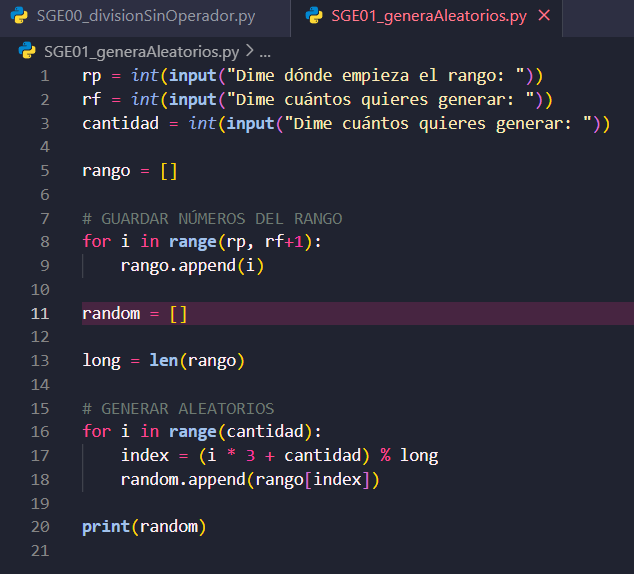 SGE00_divisionSinOperador.py SGE01_generaAleatorios.py
SGE01_generaAleatorios.py > ...
1 rp = int(input("Dime dónde empieza el rango: "))
2 rf = int(input("Dime cuántos quieres generar: "))
3 cantidad = int(input("Dime cuántos quieres generar: "))
4
5 rango = []
6
7 # GUARDAR NÚMEROS DEL RANGO
8 for i in range(rp, rf+1):
9     rango.append(i)
10
11 random = []
12
13 long = len(rango)
14
15 # GENERAR ALEATORIOS
16 for i in range(cantidad):
17     index = (i * 3 + cantidad) % long
18     random.append(rango[index])
19
20 print(random)
21